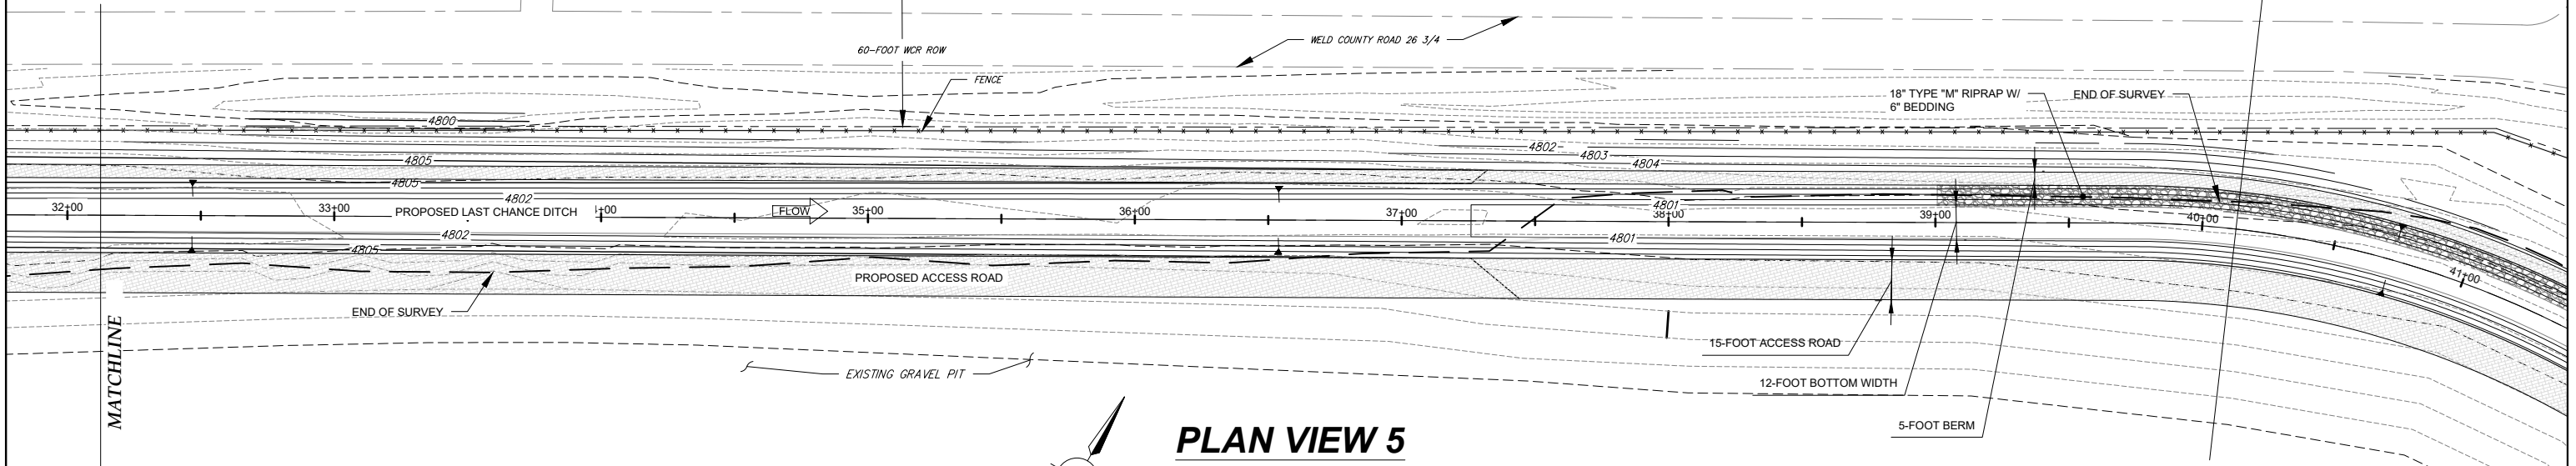 60-FOOT WCR ROW
WELD COUNTY ROAD 26 3/4
FENCE
18" TYPE "M" RIPRAP W/
6" BEDDING
END OF SURVEY
4800
4805
4802
4803
4804
4805
4802
4801
32+00
33+00
PROPOSED LAST CHANCE DITCH
+00
FLOW
35+00
36+00
37+00
38+00
39+00
40+00
41+00
4802
4801
4805
PROPOSED ACCESS ROAD
END OF SURVEY
MATCHLINE
15-FOOT ACCESS ROAD
EXISTING GRAVEL PIT
12-FOOT BOTTOM WIDTH
5-FOOT BERM
PLAN VIEW 5